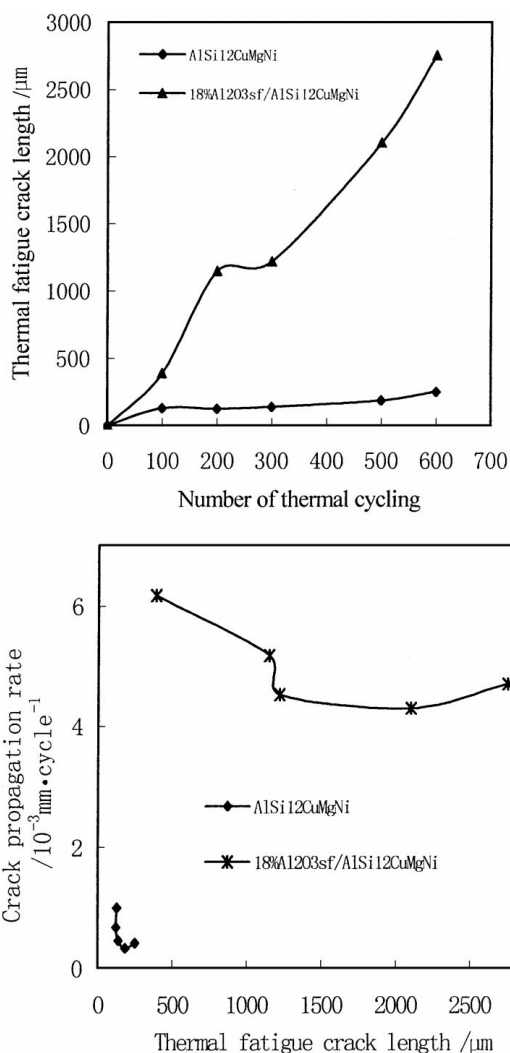 3000
2500
2000
1500
1000
500
0
Thermal fatigue crack length /μm
AlSi12CuMgNi
18%Al2O3sf/AlSi12CuMgNi
0 100 200 300 400 500 600 700
Number of thermal cycling
6
4
2
0
Crack propagation rate
/10⁻³mm•cycle⁻¹
AlSi12CuMgNi
18%Al2O3sf/AlSi12CuMgNi
0 500 1000 1500 2000 2500
Thermal fatigue crack length /μm